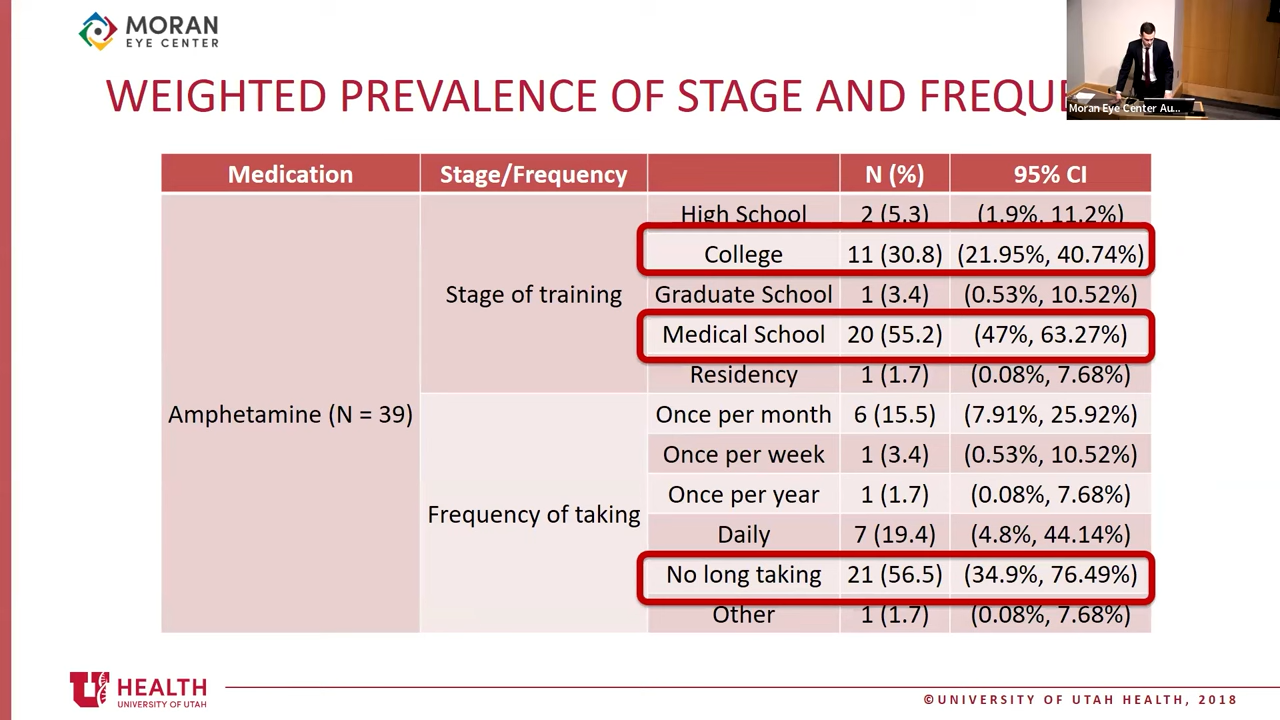 MORAN
EYE CENTER
WEIGHTED PREVALENCE OF STAGE AND FREQUE
Moran Eye Center Au...
Medication Stage/Frequency N (%) 95% CI
High School 2 (5.3) (1.9%, 11.2%)
College 11 (30.8) (21.95%, 40.74%)
Stage of training Graduate School 1 (3.4) (0.53%, 10.52%)
Medical School 20 (55.2) (47%, 63.27%)
Residency 1 (1.7) (0.08%, 7.68%)
Amphetamine (N = 39) Once per month 6 (15.5) (7.91%, 25.92%)
Once per week 1 (3.4) (0.53%, 10.52%)
Once per year 1 (1.7) (0.08%, 7.68%)
Frequency of taking
Daily 7 (19.4) (4.8%, 44.14%)
No long taking 21 (56.5) (34.9%, 76.49%)
Other 1 (1.7) (0.08%, 7.68%)
U HEALTH
UNIVERSITY OF UTAH
©UNIVERSITY OF UTAH HEALTH, 2018